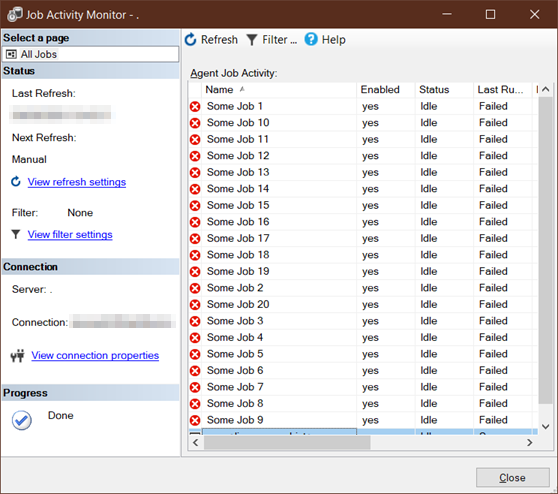 Job Activity Monitor - .
Select a page
All Jobs
Status
Last Refresh:
Next Refresh:
Manual
View refresh settings
Filter: None
View filter settings
Connection
Server: .
Connection:
View connection properties
Progress
Done
Refresh Filter ... Help
Agent Job Activity:
Name Enabled Status Last Ru...
Some Job 1 yes Idle Failed
Some Job 10 yes Idle Failed
Some Job 11 yes Idle Failed
Some Job 12 yes Idle Failed
Some Job 13 yes Idle Failed
Some Job 14 yes Idle Failed
Some Job 15 yes Idle Failed
Some Job 16 yes Idle Failed
Some Job 17 yes Idle Failed
Some Job 18 yes Idle Failed
Some Job 19 yes Idle Failed
Some Job 2 yes Idle Failed
Some Job 20 yes Idle Failed
Some Job 3 yes Idle Failed
Some Job 4 yes Idle Failed
Some Job 5 yes Idle Failed
Some Job 6 yes Idle Failed
Some Job 7 yes Idle Failed
Some Job 8 yes Idle Failed
Some Job 9 yes Idle Failed
Close